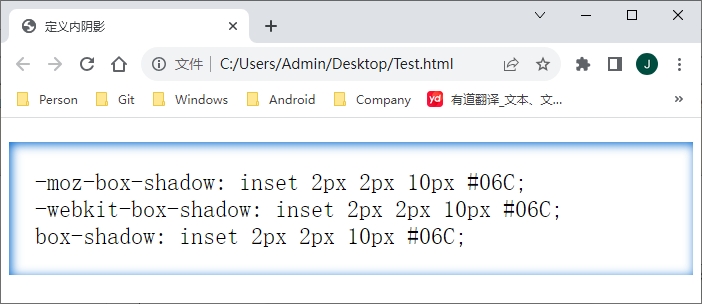 定义内阴影
文件 C:/Users/Admin/Desktop/Test.html
J
Person Git Windows Android Company yd 有道翻译_文本、文...
-moz-box-shadow: inset 2px 2px 10px #06C;
-webkit-box-shadow: inset 2px 2px 10px #06C;
box-shadow: inset 2px 2px 10px #06C;